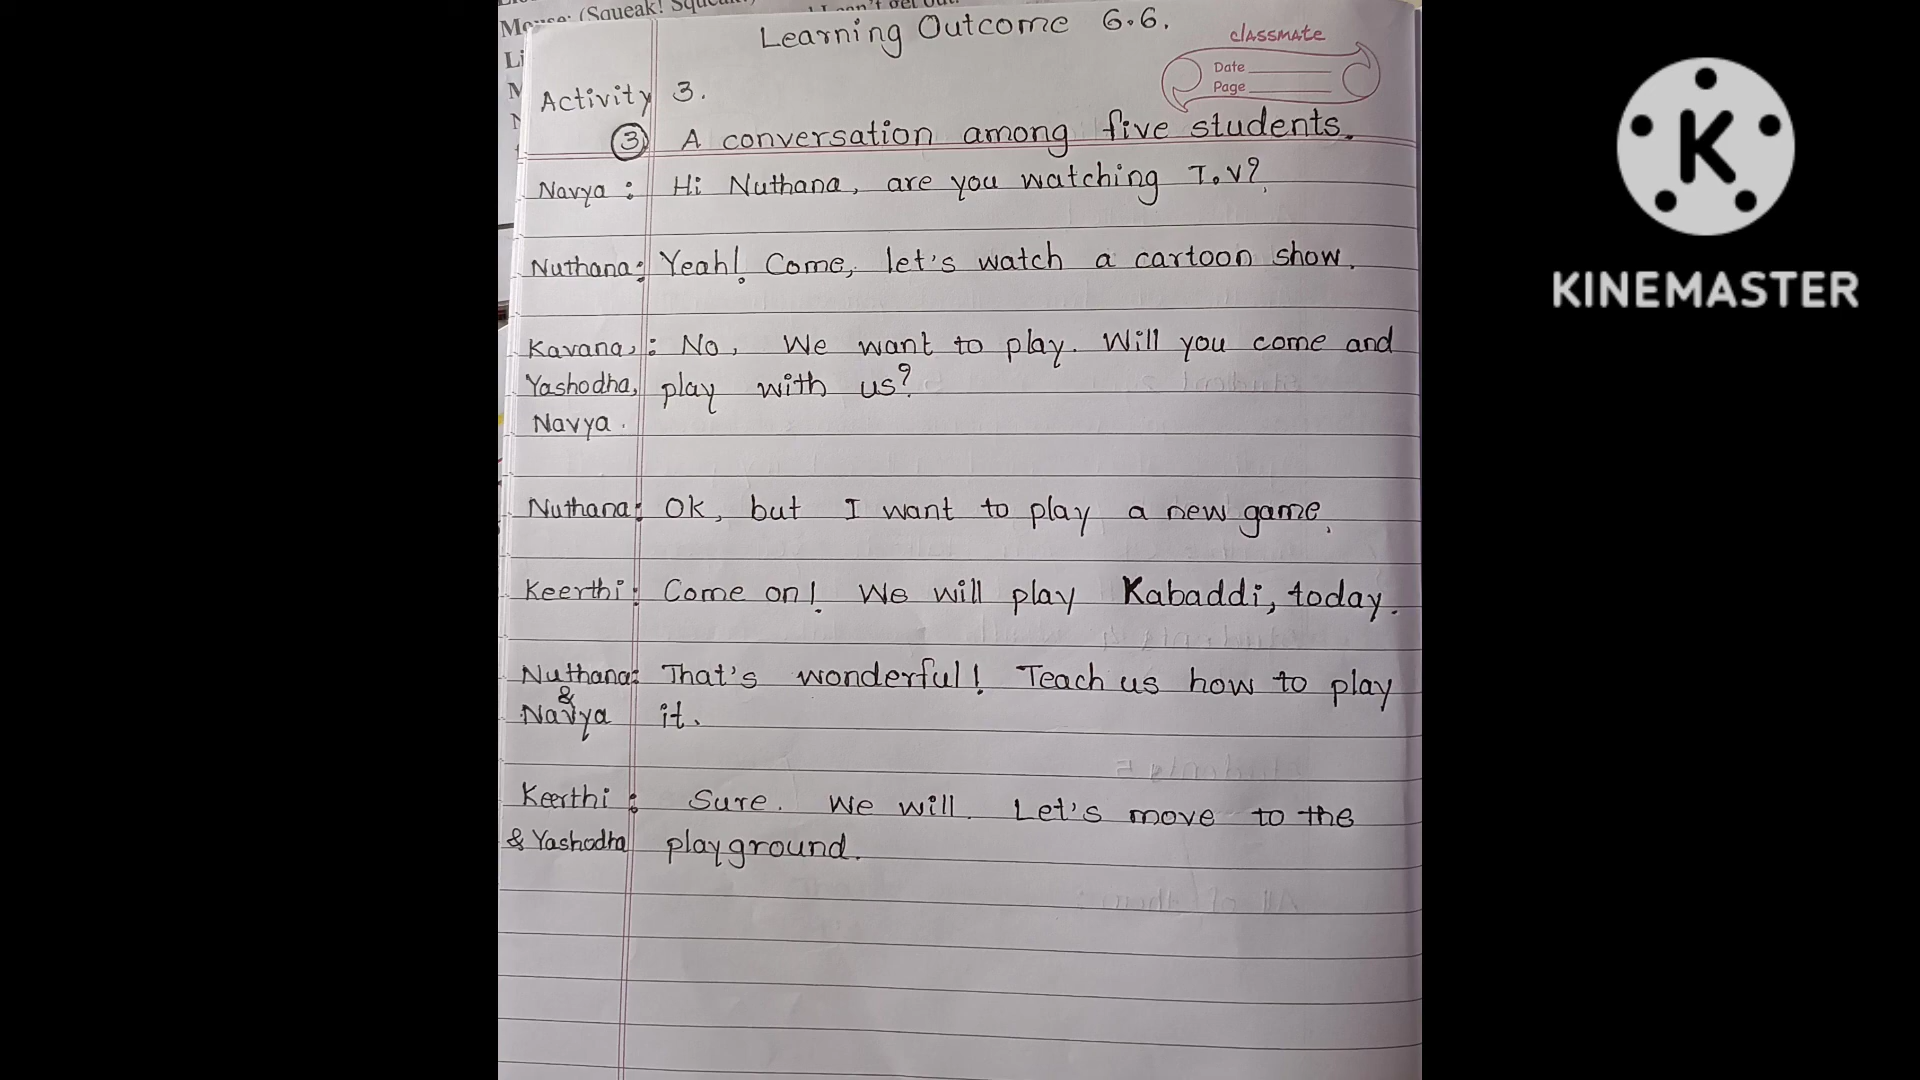 Mouse: (Squeak!
Learning Outcome 6.6.
classmate
Date
Page
Activity 3.
③ A conversation among five students.
Navya : Hi Nuthana, are you watching T.V?
Nuthana: Yeah! Come, let's watch a cartoon show.
Kavana, : No, We want to play. Will you come and
Yashodha, play with us?
Navya.
Nuthana: Ok, but I want to play a new game.
Keerthi: Come on! We will play Kabaddi, today.
Nuthana: That's wonderful! Teach us how to play
&
Navya it.
Keerthi : Sure. We will. Let's move to the
& Yashodha playground.
K
KINEMASTER